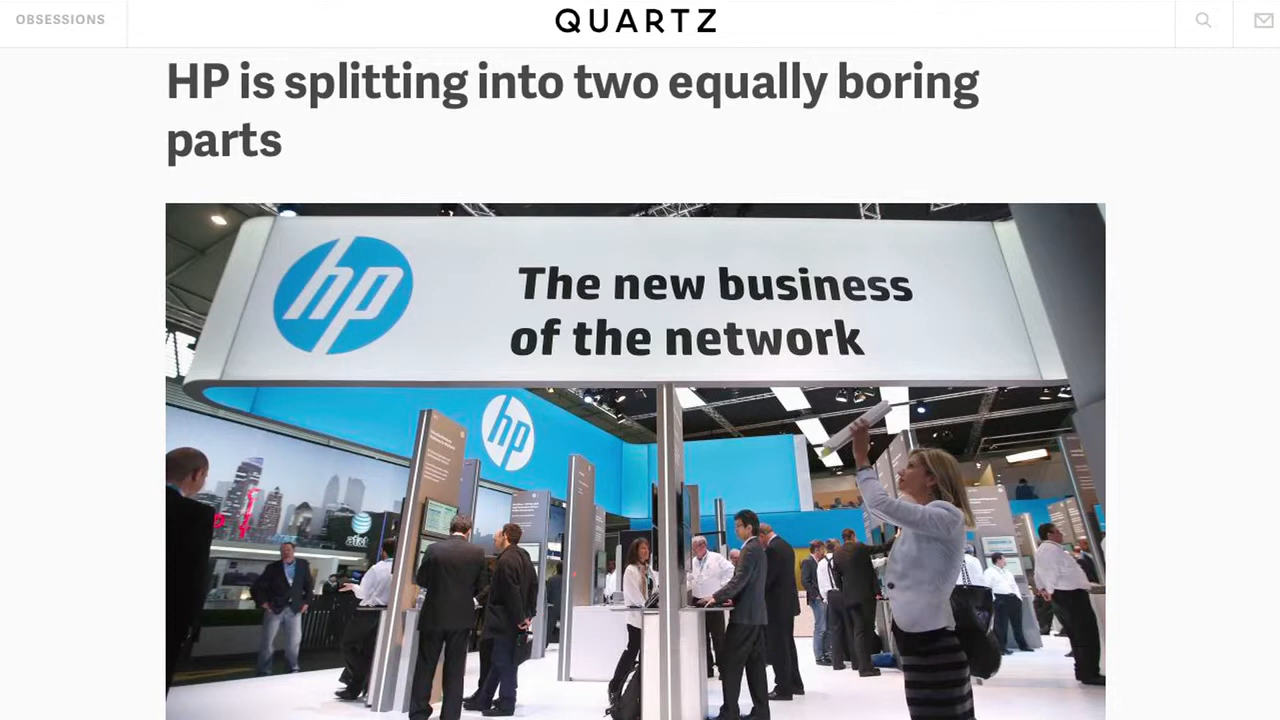 OBSESSIONS
QUARTZ
HP is splitting into two equally boring
parts
hp
The new business
of the network
hp
at&t